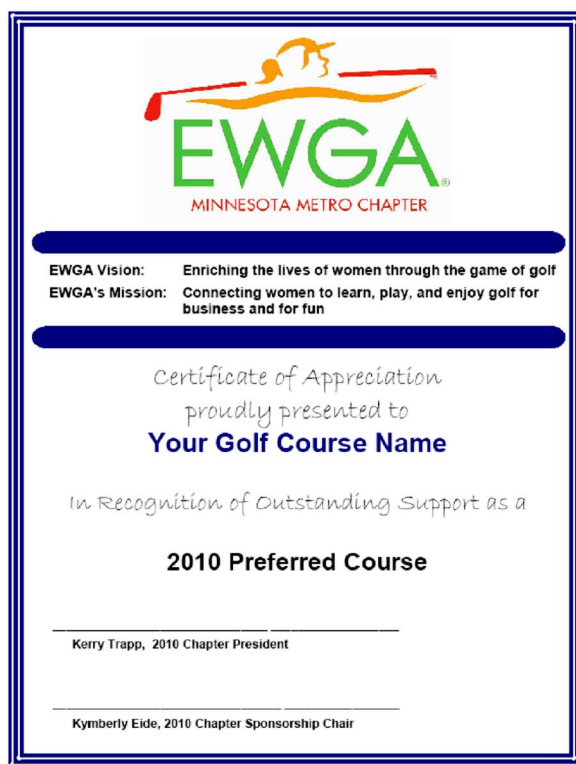 EWGA®
MINNESOTA METRO CHAPTER
EWGA Vision: Enriching the lives of women through the game of golf
EWGA's Mission: Connecting women to learn, play, and enjoy golf for
business and for fun
Certificate of Appreciation
proudly presented to
Your Golf Course Name
In Recognition of Outstanding Support as a
2010 Preferred Course
Kerry Trapp, 2010 Chapter President
Kymberly Eide, 2010 Chapter Sponsorship Chair